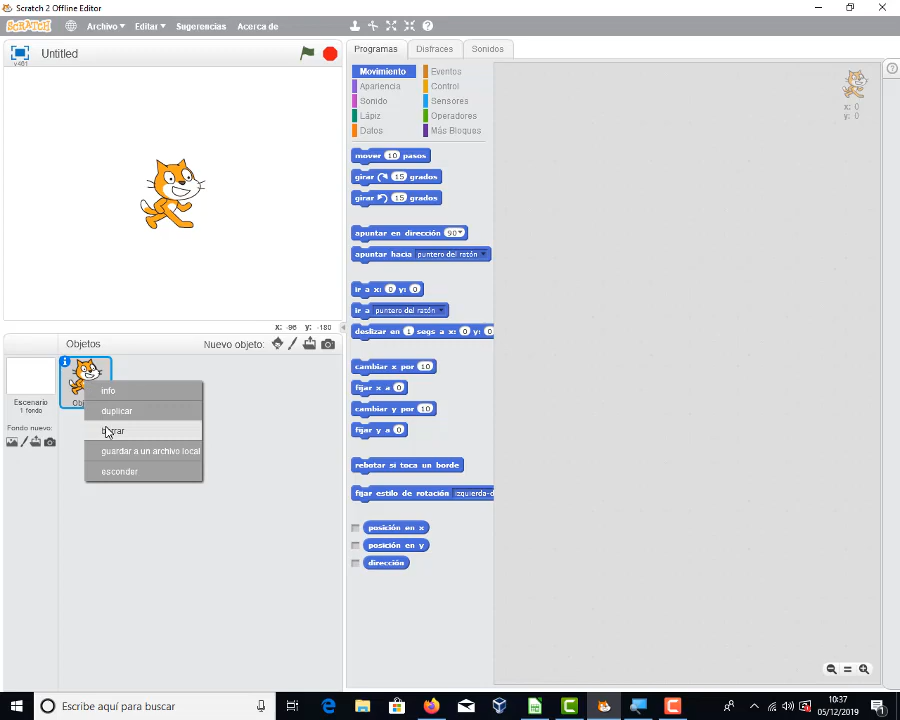 Scratch 2 Offline Editor
SCRATCH Archivo Editar Sugerencias Acerca de
v461 Untitled
Programas Disfraces Sonidos
Movimiento Eventos
Apariencia Control
Sonido Sensores
Lápiz Operadores
Datos Más Bloques
x: 0
y: 0
mover 10 pasos
girar 15 grados
girar 15 grados
apuntar en dirección 90
apuntar hacia puntero del ratón
ir a x: 0 y: 0
ir a puntero del ratón
deslizar en 1 segs a x: 0 y: 0
cambiar x por 10
fijar x a 0
cambiar y por 10
fijar y a 0
rebotar si toca un borde
fijar estilo de rotación izquierda-d
posición en x
posición en y
dirección
x: -96 y: -180
Objetos Nuevo objeto:
Escenario
1 fondo
Fondo nuevo:
info
duplicar
guardar a un archivo local
esconder
Escribe aquí para buscar
10:37
05/12/2019
1